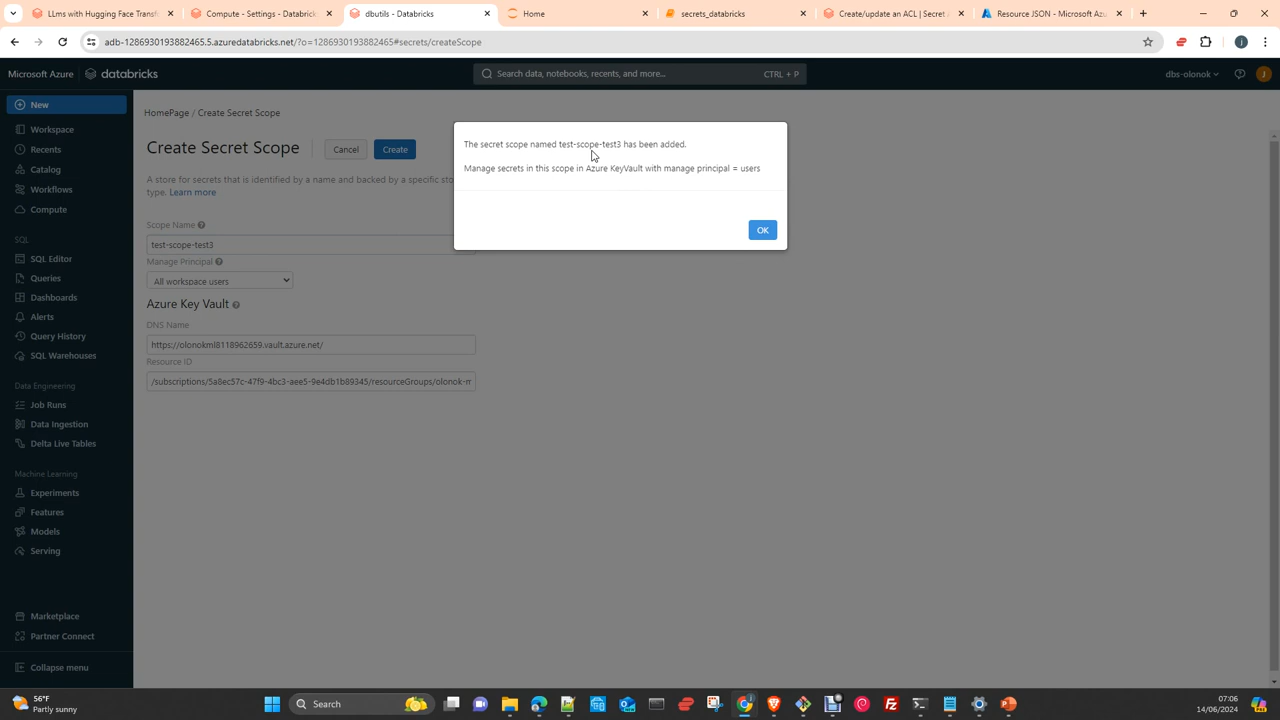 LLms with Hugging Face Transf
Compute - Settings - Databricks
dbutils - Databricks
Home
secrets_databricks
Create/update an ACL | Secret
Resource JSON - Microsoft Azu
adb-1286930193882465.5.azuredatabricks.net/?o=1286930193882465#secrets/createScope
Microsoft Azure
databricks
Search data, notebooks, recents, and more...
CTRL + P
dbs-olonok
J
New
Workspace
Recents
Catalog
Workflows
Compute
SQL
SQL Editor
Queries
Dashboards
Alerts
Query History
SQL Warehouses
Data Engineering
Job Runs
Data Ingestion
Delta Live Tables
Machine Learning
Experiments
Features
Models
Serving
Marketplace
Partner Connect
Collapse menu
HomePage / Create Secret Scope
Create Secret Scope
Cancel
Create
A store for secrets that is identified by a name and backed by a specific sto
type. Learn more
Scope Name
test-scope-test3
Manage Principal
All workspace users
Azure Key Vault
DNS Name
https://olonokml8118962659.vault.azure.net/
Resource ID
/subscriptions/5a8ec57c-47f9-4bc3-aee5-9e4db1b89345/resourceGroups/olonok-m
The secret scope named test-scope-test3 has been added.
Manage secrets in this scope in Azure KeyVault with manage principal = users
OK
56°F
Partly sunny
Search
07:06
14/06/2024